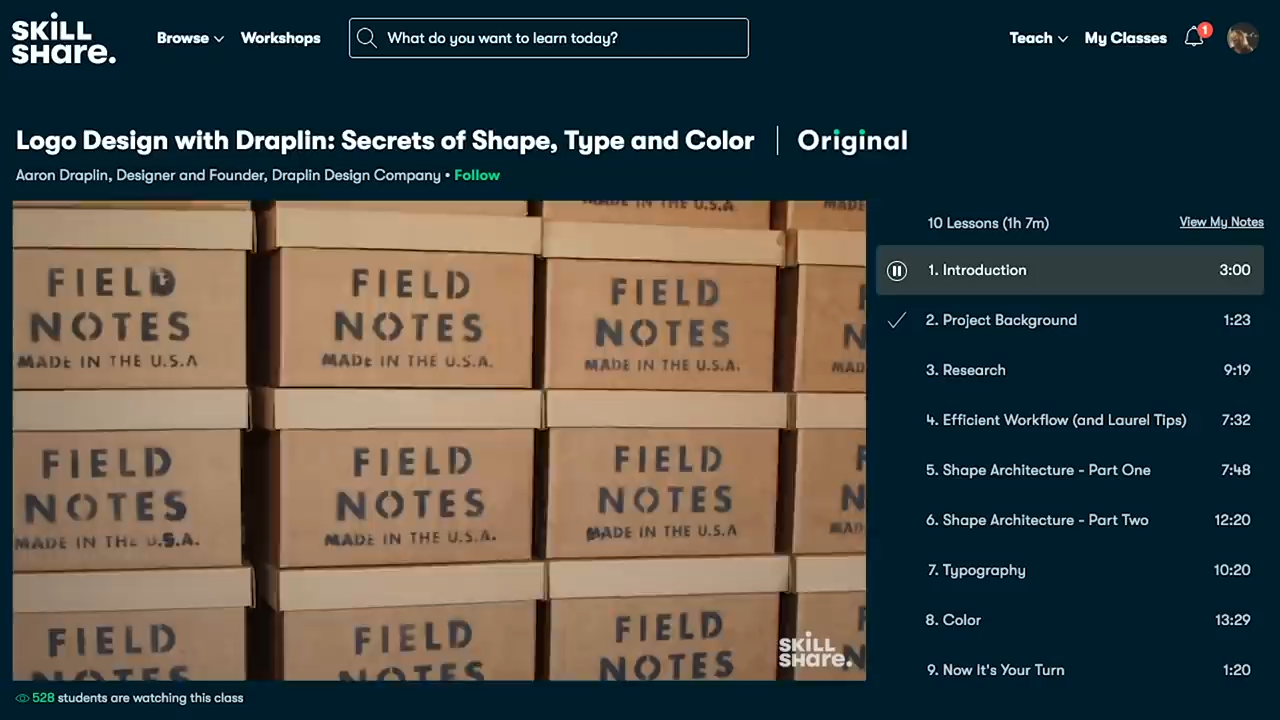 SKILL
SHare.
Browse
Workshops
What do you want to learn today?
Teach
My Classes
1
Logo Design with Draplin: Secrets of Shape, Type and Color | Original
Aaron Draplin, Designer and Founder, Draplin Design Company • Follow
MADE IN THE U.S.A.
MADE
FIELD
NOTES
MADE IN THE U.S.A
FIELD
NOTES
MADE IN THE U.S.A.
FIELD
NOTES
MADE IN THE U.S.A.
F
N
MAD
FIELD
NOTES
MADE IN THE U.S.A.
FIELD
NOTES
MADE IN THE U.S.A.
FIELD
NOTES
MADE IN THE U.S.A
F
N
MAD
FIELD
NOTES
FIELD
NOTES
FIELD
NOTES
F
N
SKILL
SHare.
528 students are watching this class
10 Lessons (1h 7m)
View My Notes
1. Introduction 3:00
2. Project Background 1:23
3. Research 9:19
4. Efficient Workflow (and Laurel Tips) 7:32
5. Shape Architecture - Part One 7:48
6. Shape Architecture - Part Two 12:20
7. Typography 10:20
8. Color 13:29
9. Now It's Your Turn 1:20